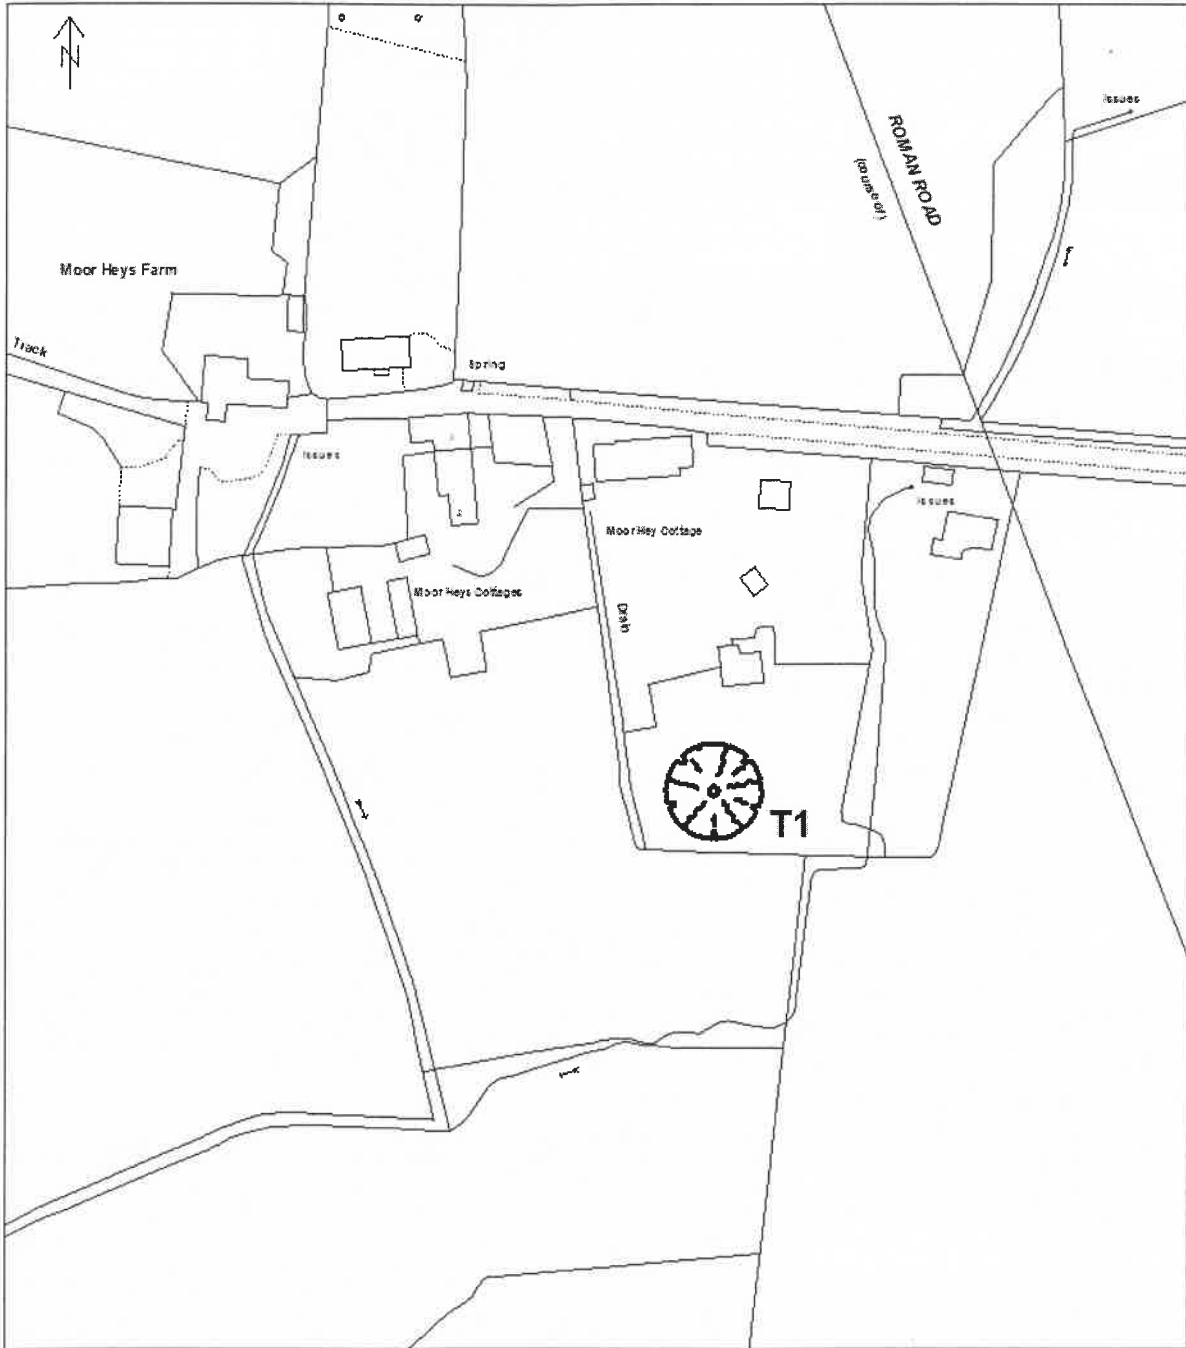 N
Issues
ROMAN ROAD
(course of)
Moor Heys Farm
Track
Spring
Issues
Issues
Moor Hey Cottage
Moor Heys Cottages
Drain
T1